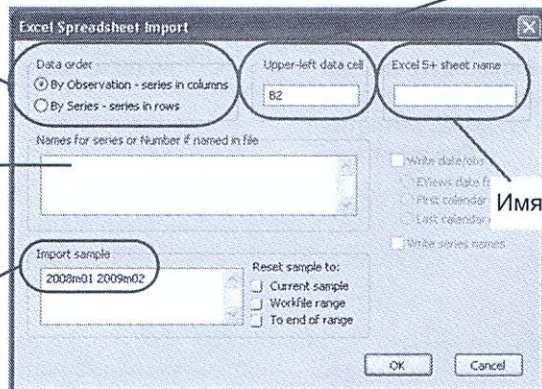 Excel Spreadsheet Import
Data order
By Observation - series in columns
By Series - series in rows
Upper-left data cell
B2
Excel 5+ sheet name
Names for series or Number if named in file
Write date/obs
EViews date
First calendar
Last calendar
Write series names
Имя
Import sample
2008m01 2009m02
Reset sample to:
Current sample
Workfile range
To end of range
OK
Cancel